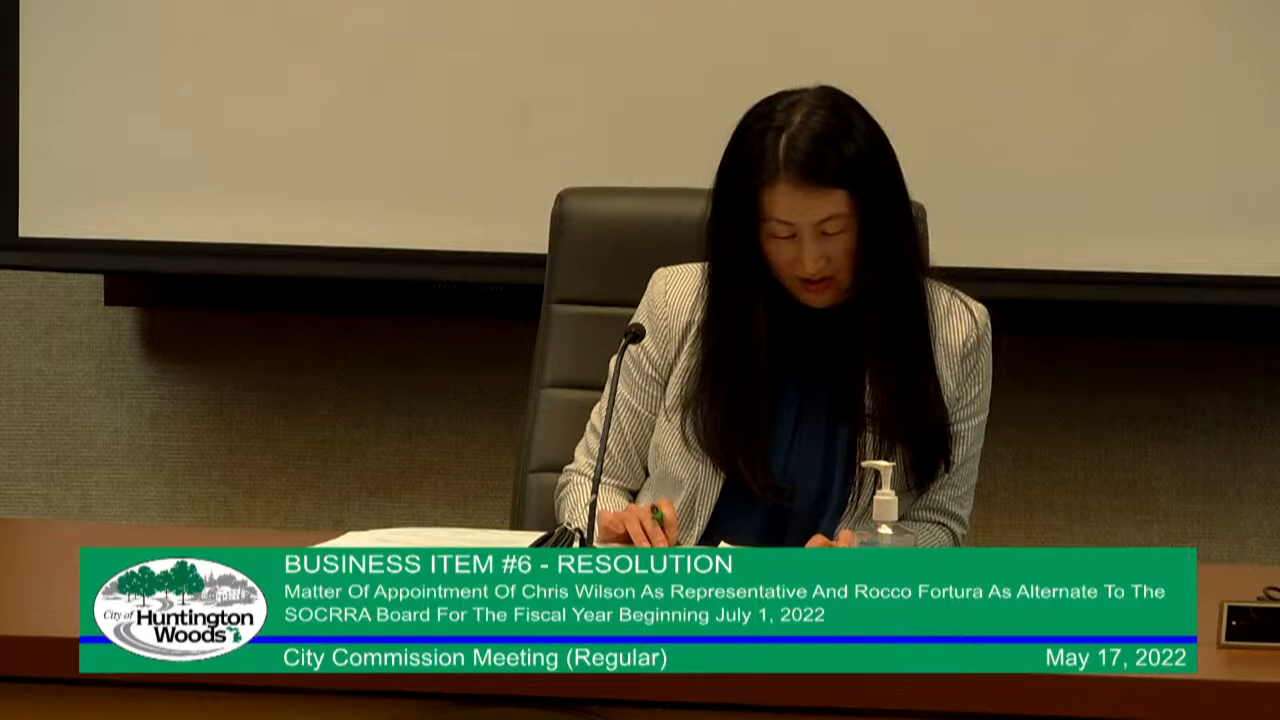 BUSINESS ITEM #6 - RESOLUTION
Matter Of Appointment Of Chris Wilson As Representative And Rocco Fortura As Alternate To The
SOCRRA Board For The Fiscal Year Beginning July 1, 2022
City of
Huntington
Woods
City Commission Meeting (Regular)
May 17, 2022